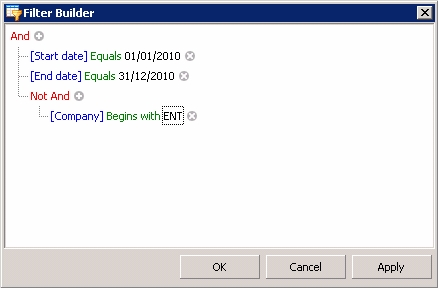 Filter Builder
And
[Start date] Equals 01/01/2010
[End date] Equals 31/12/2010
Not And
[Company] Begins with ENT
OK Cancel Apply